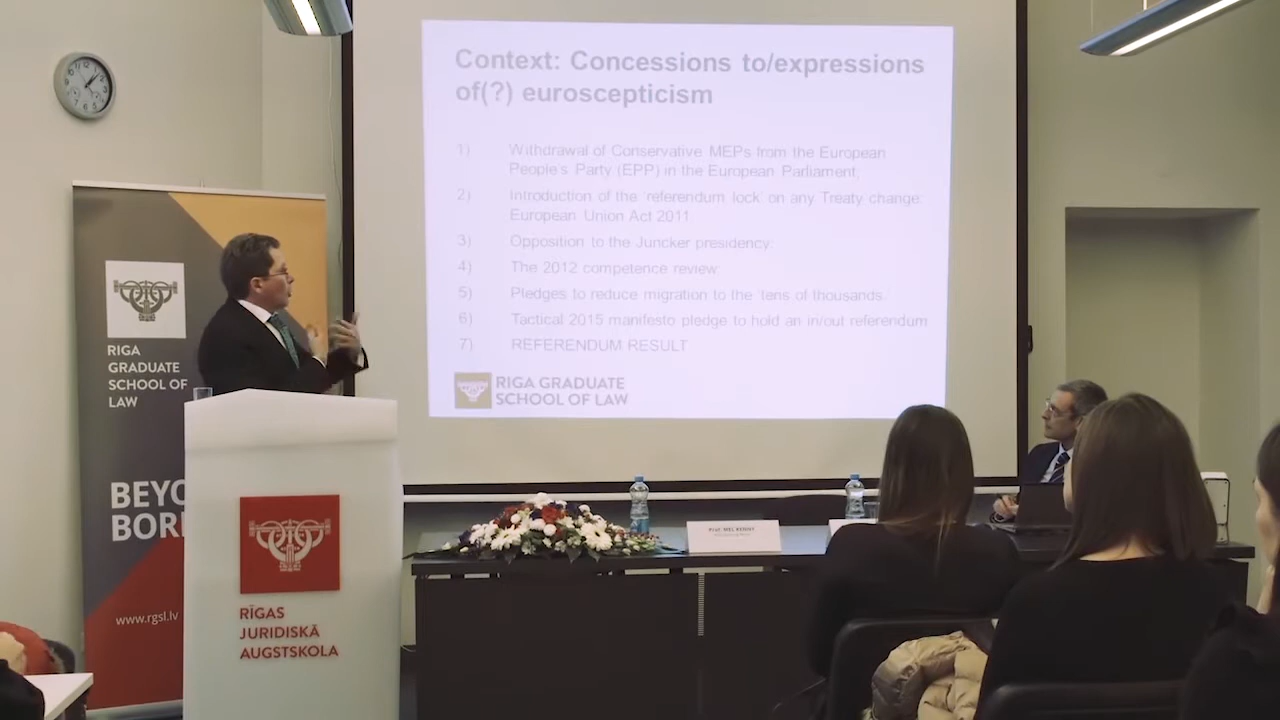 Context: Concessions to/expressions
of(?) euroscepticism
1) Withdrawal of Conservative MEPs from the European
People's Party (EPP) in the European Parliament;
2) Introduction of the 'referendum lock' on any Treaty change:
European Union Act 2011
3) Opposition to the Juncker presidency;
4) The 2012 competence review
5) Pledges to reduce migration to the 'tens of thousands.'
6) Tactical 2015 manifesto pledge to hold an in/out referendum
7) REFERENDUM RESULT
RIGA GRADUATE
SCHOOL OF LAW
RIGA
GRADUATE
SCHOOL OF
LAW
BEYO
BOR
www.rgsl.lv
RĪGAS
JURIDISKĀ
AUGSTSKOLA
Prof. MEL KENNY